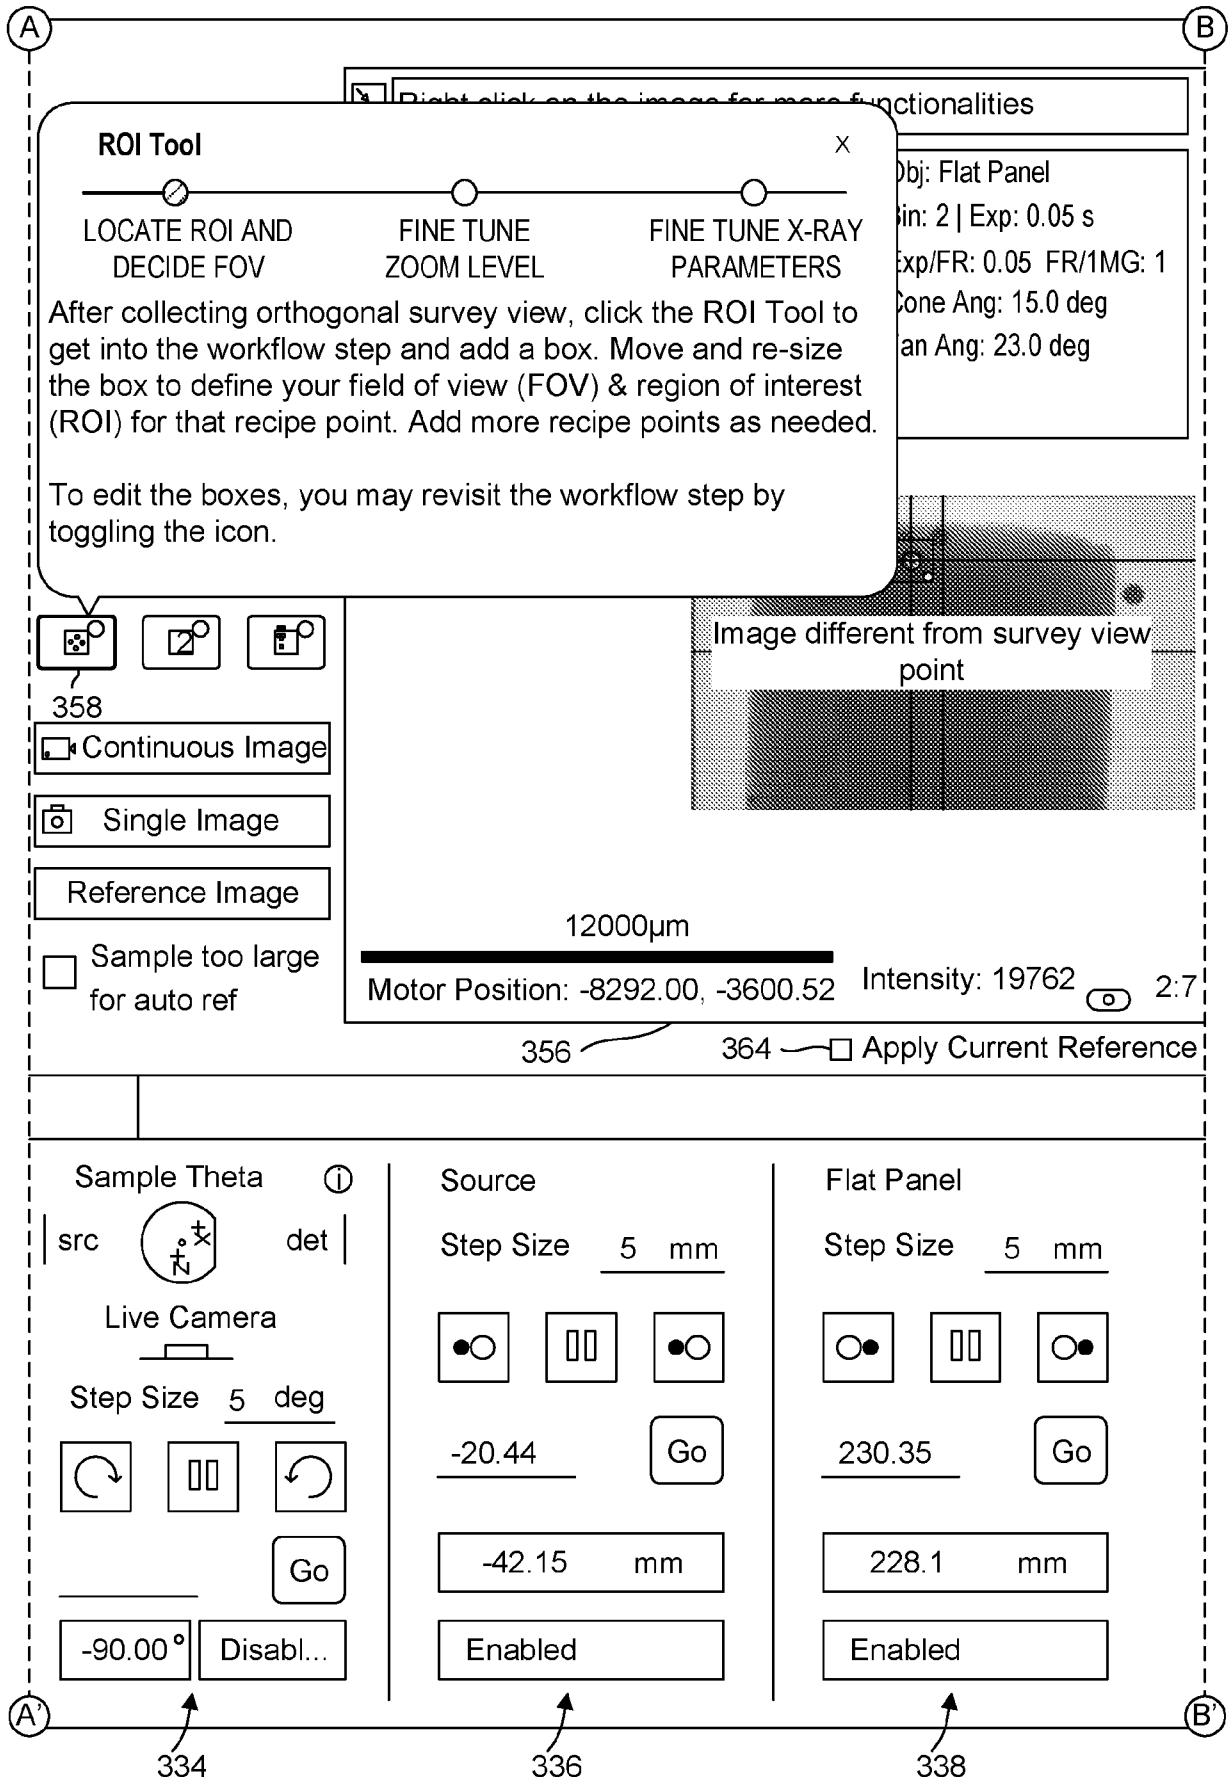 A
B
Right click on the image for more functionalities
ROI Tool
X
LOCATE ROI AND
DECIDE FOV
FINE TUNE
ZOOM LEVEL
FINE TUNE X-RAY
PARAMETERS
After collecting orthogonal survey view, click the ROI Tool to
get into the workflow step and add a box. Move and re-size
the box to define your field of view (FOV) & region of interest
(ROI) for that recipe point. Add more recipe points as needed.
To edit the boxes, you may revisit the workflow step by
toggling the icon.
Obj: Flat Panel
Bin: 2 | Exp: 0.05 s
Exp/FR: 0.05 FR/1MG: 1
Cone Ang: 15.0 deg
Fan Ang: 23.0 deg
Image different from survey view
point
2
358
Continuous Image
Single Image
Reference Image
Sample too large
for auto ref
12000µm
Motor Position: -8292.00, -3600.52
Intensity: 19762
2:7
356
364
Apply Current Reference
Sample Theta
i
src
det
X
Z
Live Camera
Step Size 5 deg
Go
-90.00°
Disabl...
Source
Step Size 5 mm
-20.44
Go
-42.15 mm
Enabled
Flat Panel
Step Size 5 mm
230.35
Go
228.1 mm
Enabled
A'
B'
334
336
338